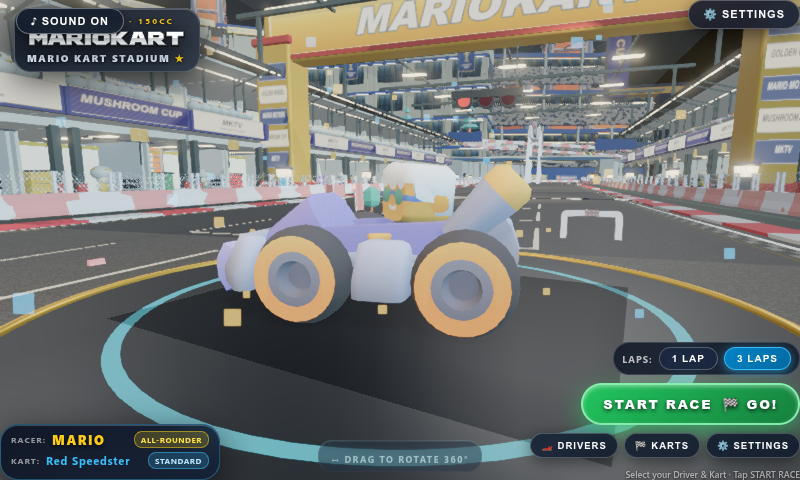 ♪ SOUND ON
· 150CC
MARIOKART
MARIO KART STADIUM ★
⚙️ SETTINGS
MARIOKART
MUSHROOM CUP
MKTV
MKTV
LAPS:
1 LAP
3 LAPS
START RACE 🏁 GO!
RACER:
MARIO
ALL-ROUNDER
KART:
Red Speedster
STANDARD
↔ DRAG TO ROTATE 360°
🏎️ DRIVERS
🏁 KARTS
⚙️ SETTINGS
Select your Driver & Kart · Tap START RACE